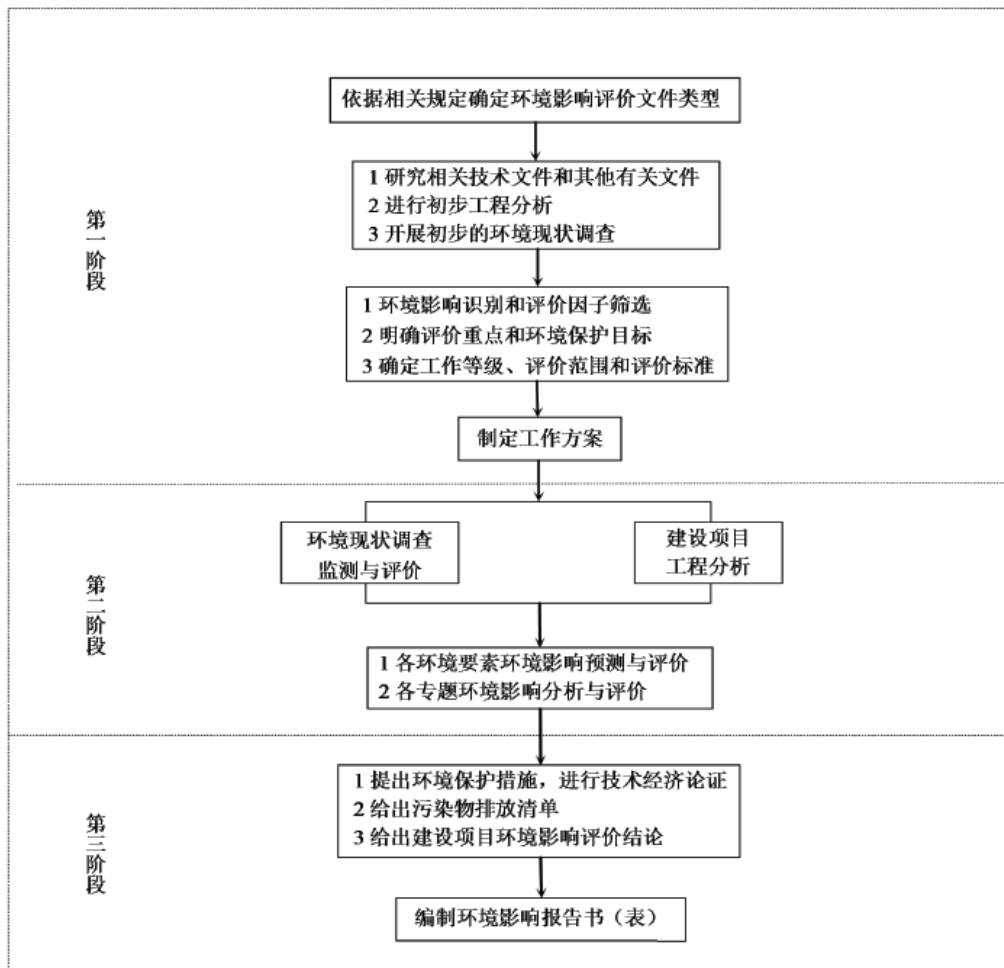 依据相关规定确定环境影响评价文件类型
1 研究相关技术文件和其他有关文件
2 进行初步工程分析
3 开展初步的环境现状调查
第一阶段
1 环境影响识别和评价因子筛选
2 明确评价重点和环境保护目标
3 确定工作等级、评价范围和评价标准
制定工作方案
环境现状调查
监测与评价
建设项目
工程分析
第二阶段
1 各环境要素环境影响预测与评价
2 各专题环境影响分析与评价
1 提出环境保护措施，进行技术经济论证
2 给出污染物排放清单
3 给出建设项目环境影响评价结论
第三阶段
编制环境影响报告书（表）